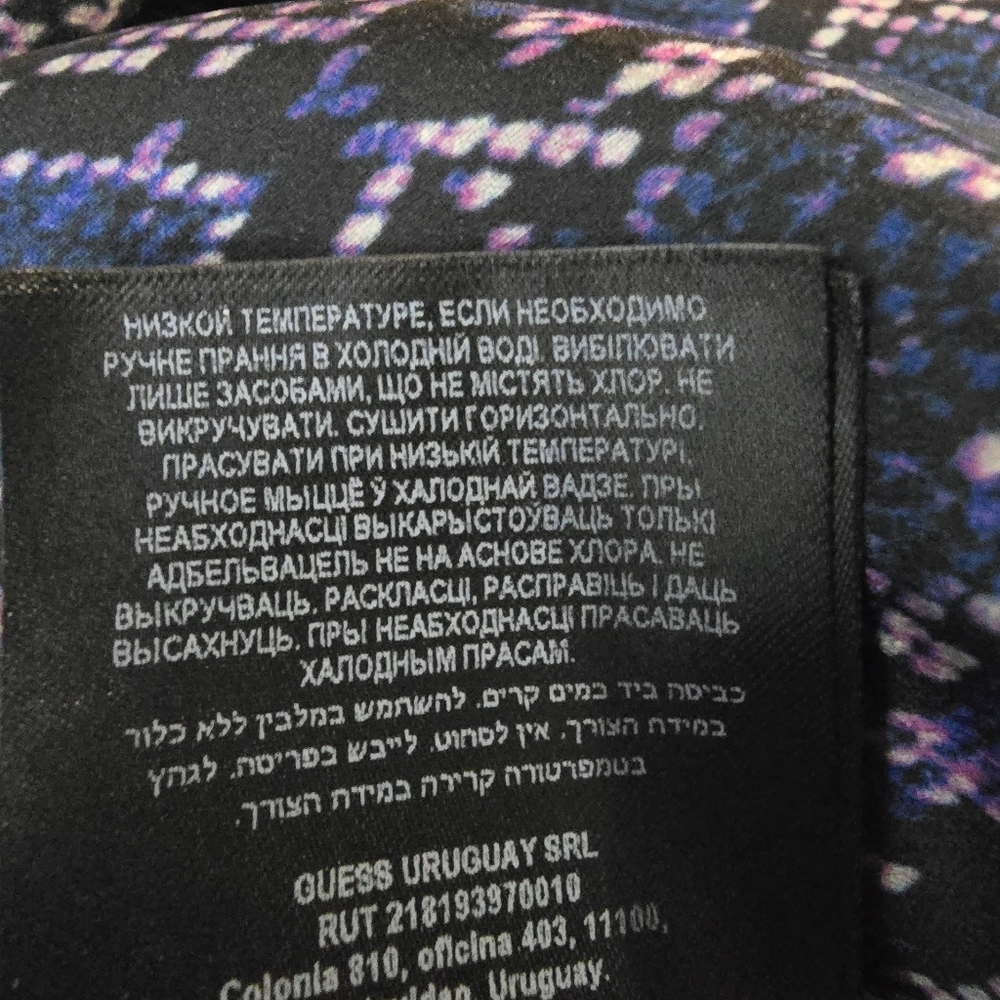 НИЗКОЙ ТЕМПЕРАТУРЕ, ЕСЛИ НЕОБХОДИМО
РУЧНЕ ПРАННЯ В ХОЛОДНІЙ ВОДІ. ВИБІЛЮВАТИ
ЛИШЕ ЗАСОБАМИ, ЩО НЕ МІСТЯТЬ ХЛОР. НЕ
ВИКРУЧУВАТИ. СУШИТИ ГОРИЗОНТАЛЬНО.
ПРАСУВАТИ ПРИ НИЗЬКІЙ ТЕМПЕРАТУРІ.
РУЧНОЕ МЫЦЦЁ Ў ХАЛОДНАЙ ВАДЗЕ. ПРЫ
НЕАБХОДНАСЦІ ВЫКАРЫСТОЎВАЦЬ ТОЛЬКІ
АДБЕЛЬВАЦЕЛЬ НЕ НА АСНОВЕ ХЛОРА. НЕ
ВЫКРУЧВАЦЬ. РАСКЛАСЦІ, РАСПРАВІЦЬ І ДАЦЬ
ВЫСАХНУЦЬ. ПРЫ НЕАБХОДНАСЦІ ПРАСАВАЦЬ
ХАЛОДНЫМ ПРАСАМ.
כביסה ביד במים קרים. להשתמש במלבין ללא כלור
במידת הצורך. אין לסחוט. לייבש בפריסה. לגהץ
בטמפרטורה קרירה במידת הצורך.
GUESS URUGUAY SRL
RUT 218193970010
Colonia 810, oficina 403, 11100,
Uruguay.